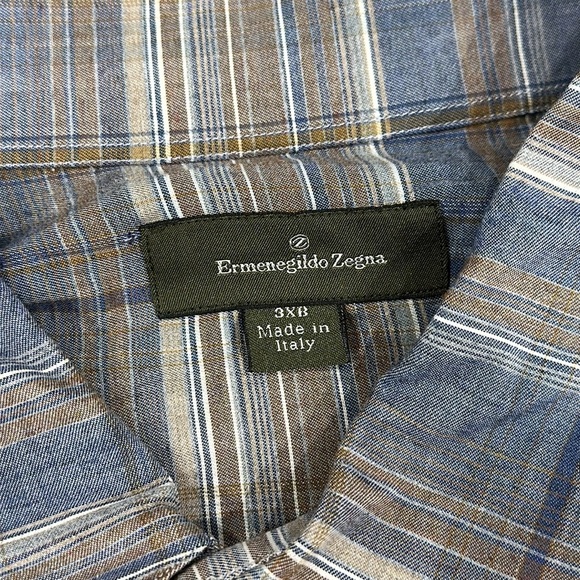 Ermenegildo Zegna
3XB
Made in
Italy